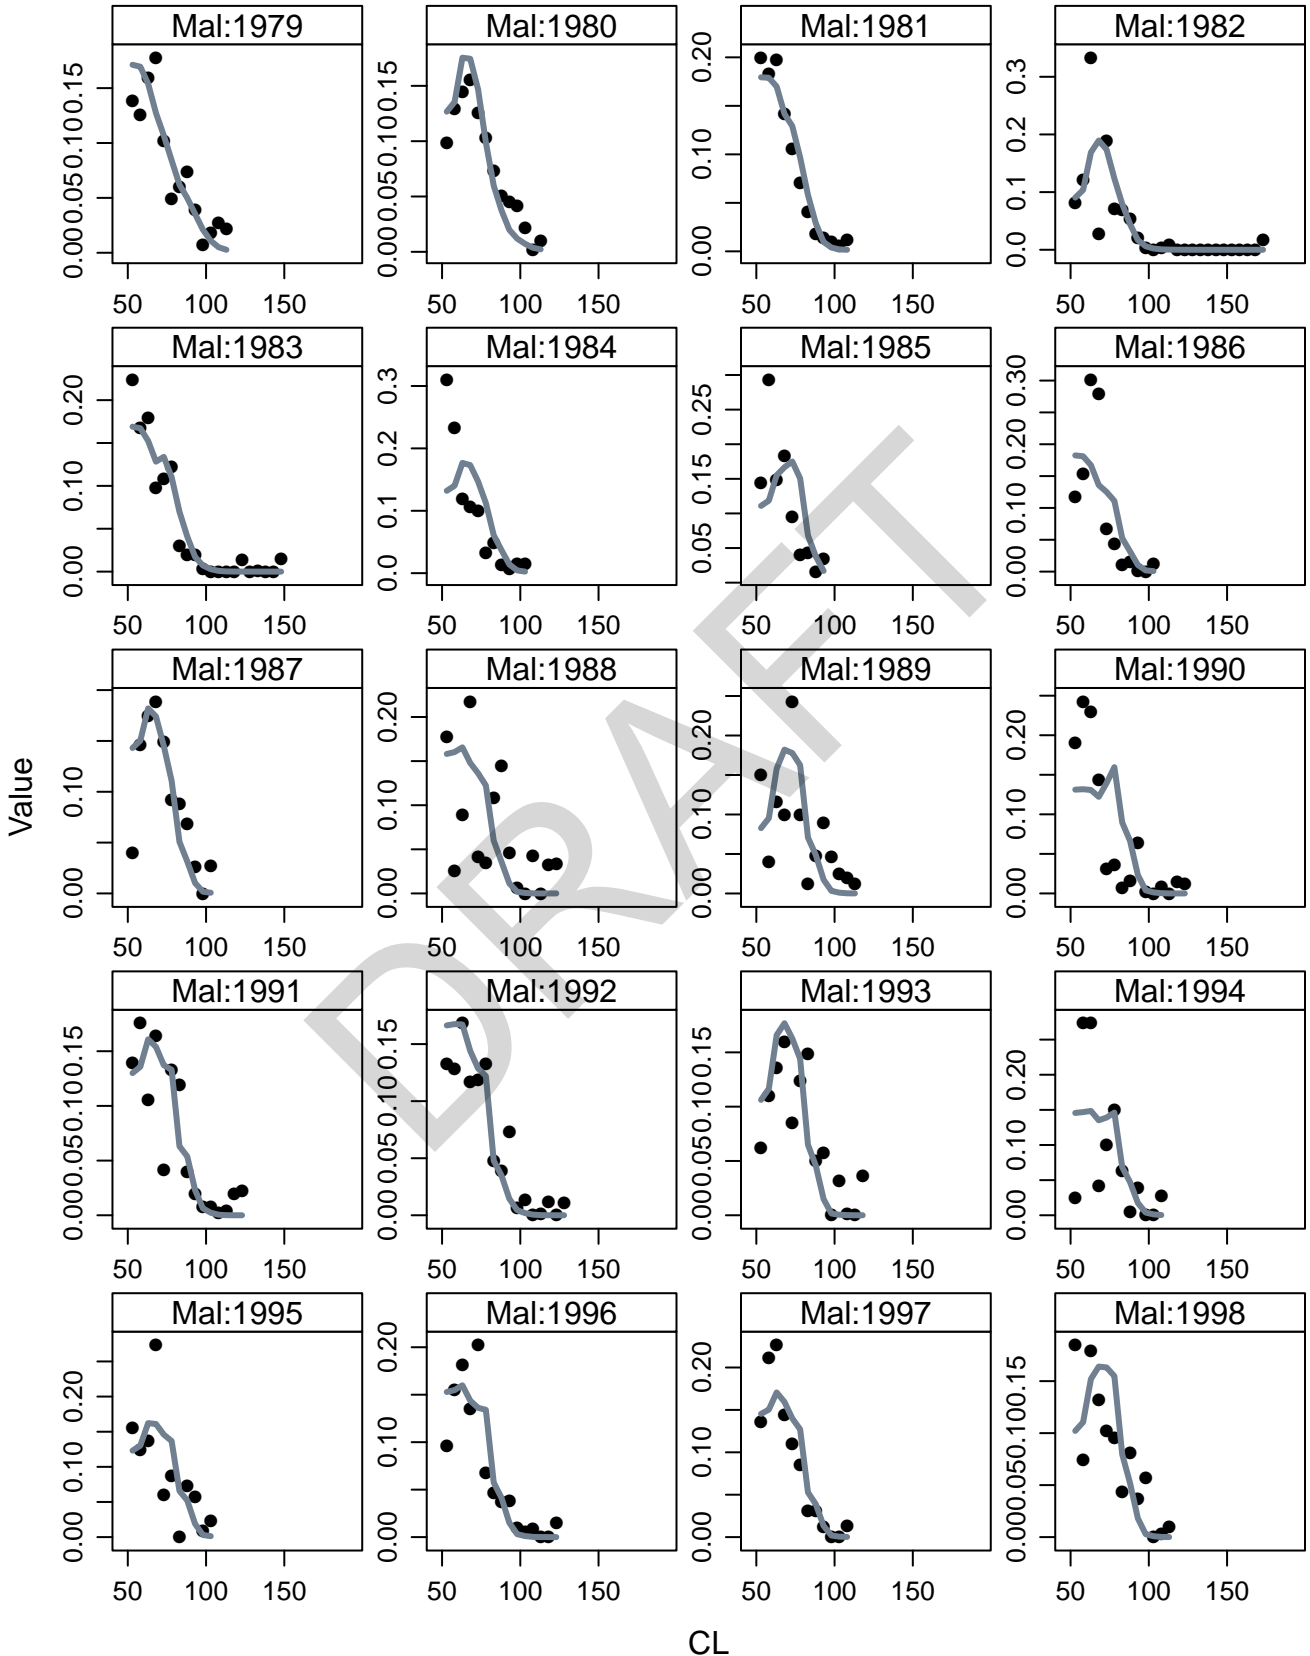 Mal:1979
0.00 0.05 0.10 0.15
50 100 150
Mal:1980
0.00 0.05 0.10 0.15
50 100 150
Mal:1981
0.00 0.10 0.20
50 100 150
Mal:1982
0.0 0.1 0.2 0.3
50 100 150
Mal:1983
0.00 0.10 0.20
50 100 150
Mal:1984
0.0 0.1 0.2 0.3
50 100 150
Mal:1985
0.05 0.15 0.25
50 100 150
Mal:1986
0.00 0.10 0.20 0.30
50 100 150
Mal:1987
0.00 0.10
50 100 150
Mal:1988
0.00 0.10 0.20
50 100 150
Mal:1989
0.00 0.10 0.20
50 100 150
Mal:1990
0.00 0.10 0.20
50 100 150
Mal:1991
0.00 0.05 0.10 0.15
50 100 150
Mal:1992
0.00 0.05 0.10 0.15
50 100 150
Mal:1993
0.00 0.05 0.10 0.15
50 100 150
Mal:1994
0.00 0.10 0.20
50 100 150
Mal:1995
0.00 0.10 0.20
50 100 150
Mal:1996
0.00 0.10 0.20
50 100 150
Mal:1997
0.00 0.10 0.20
50 100 150
Mal:1998
0.00 0.05 0.10 0.15
50 100 150
Value
CL
DRAFT